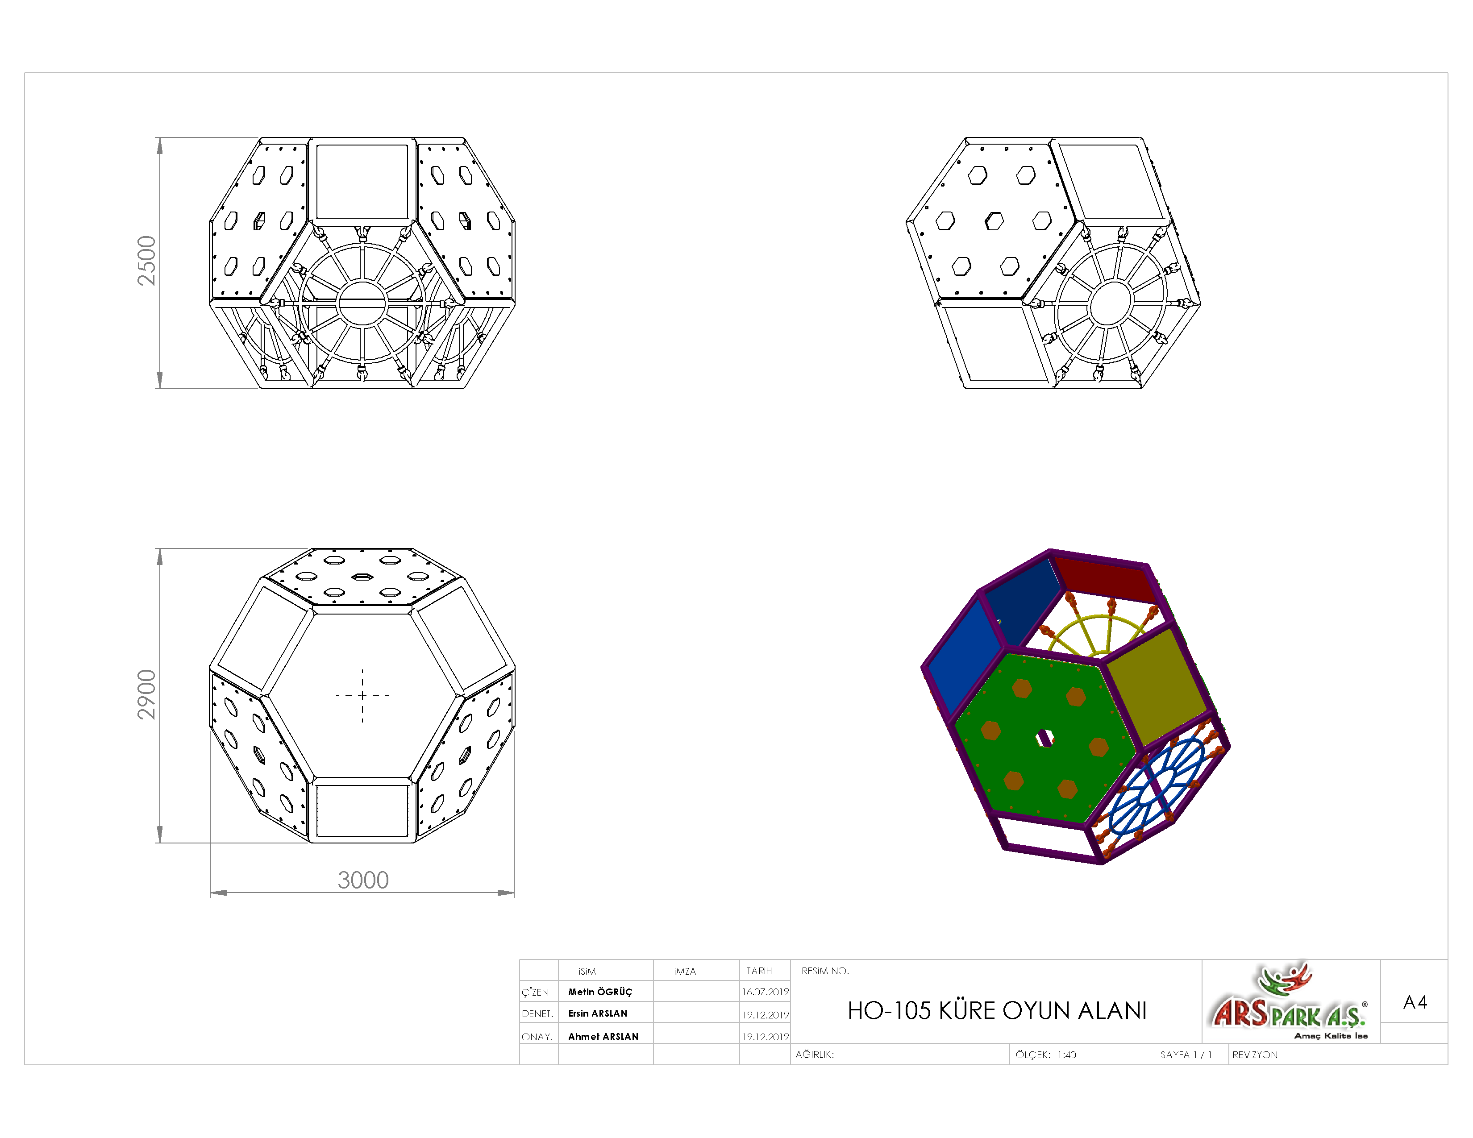 2500
2900
3000
İSİM İMZA TARİH RESİM NO.
ÇİZEN. Metin ÖGRÜÇ 16.07.2019
DENET. Ersin ARSLAN 19.12.2019
ONAY. Ahmet ARSLAN 19.12.2019
HO-105 KÜRE OYUN ALANI
ARSPARK A.Ş.®
Amaç Kalite İse
A4
AĞIRLIK: ÖLÇEK: 1:40 SAYFA 1 / 1 REVİZYON